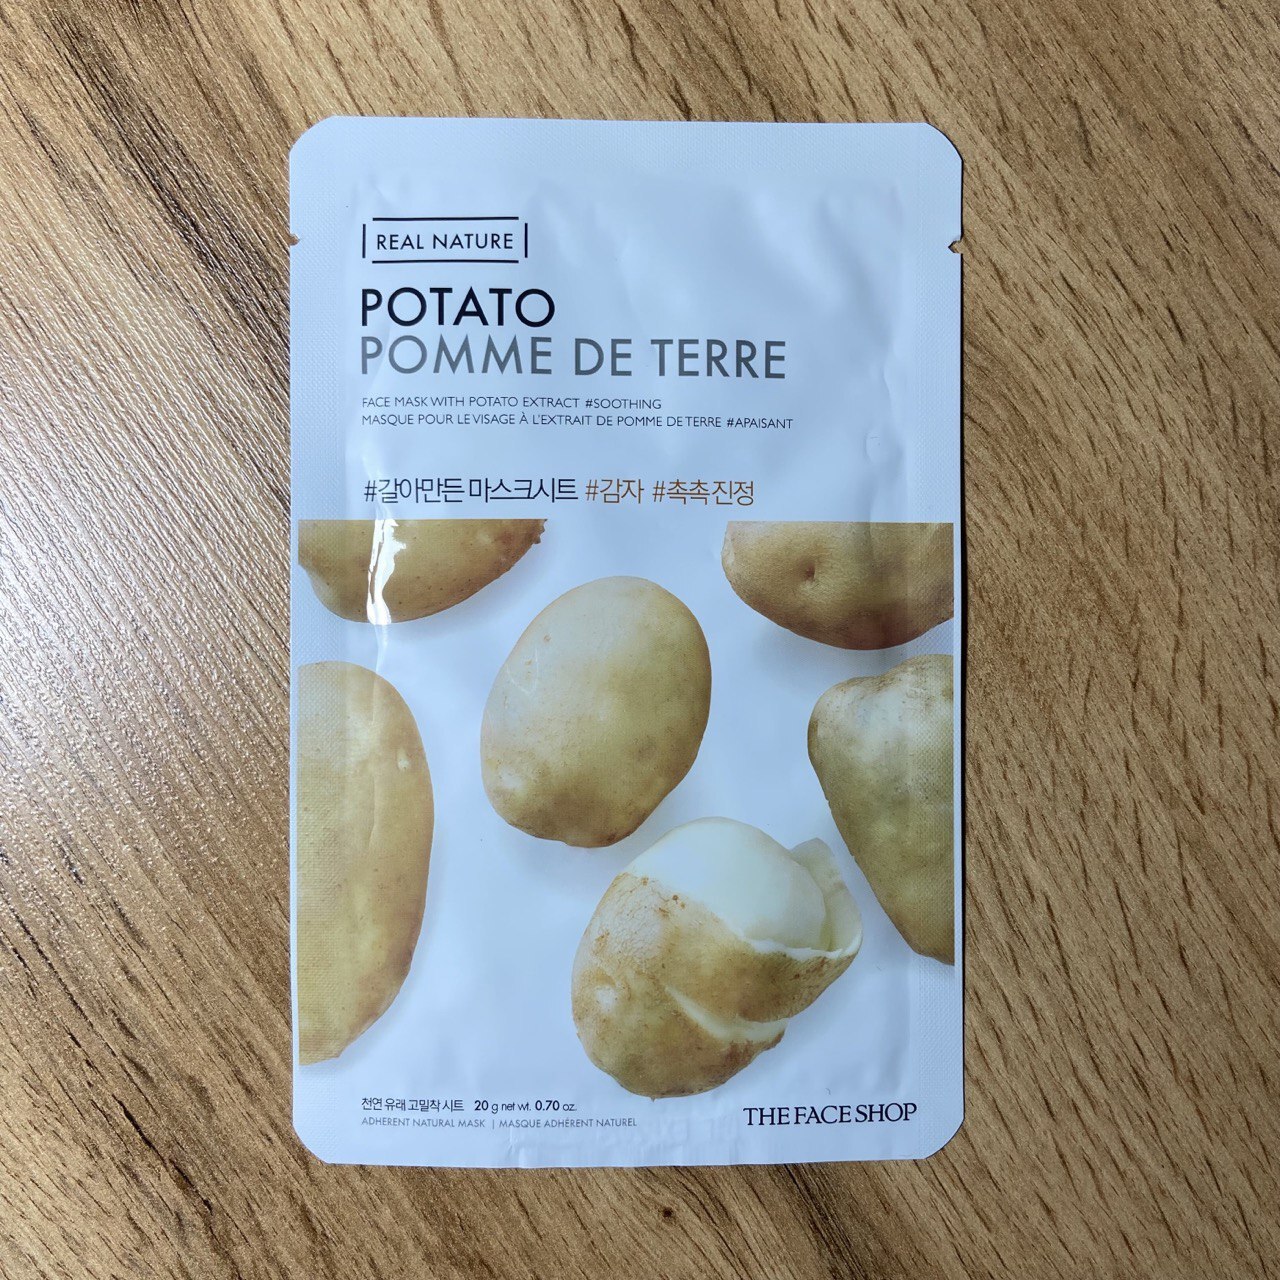 REAL NATURE
POTATO
POMME DE TERRE
FACE MASK WITH POTATO EXTRACT #SOOTHING
MASQUE POUR LE VISAGE À L'EXTRAIT DE POMME DE TERRE #APAISANT
#갈아만든 마스크시트 #감자 #촉촉진정
천연 유래 고밀착 시트 20 g net wt. 0.70 oz.
ADHERENT NATURAL MASK | MASQUE ADHÉRENT NATUREL
THE FACE SHOP